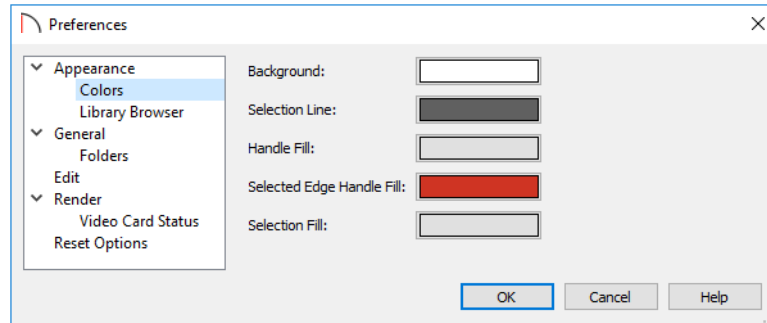 Preferences
Appearance
Colors
Library Browser
General
Folders
Edit
Render
Video Card Status
Reset Options
Background:
Selection Line:
Handle Fill:
Selected Edge Handle Fill:
Selection Fill:
OK Cancel Help